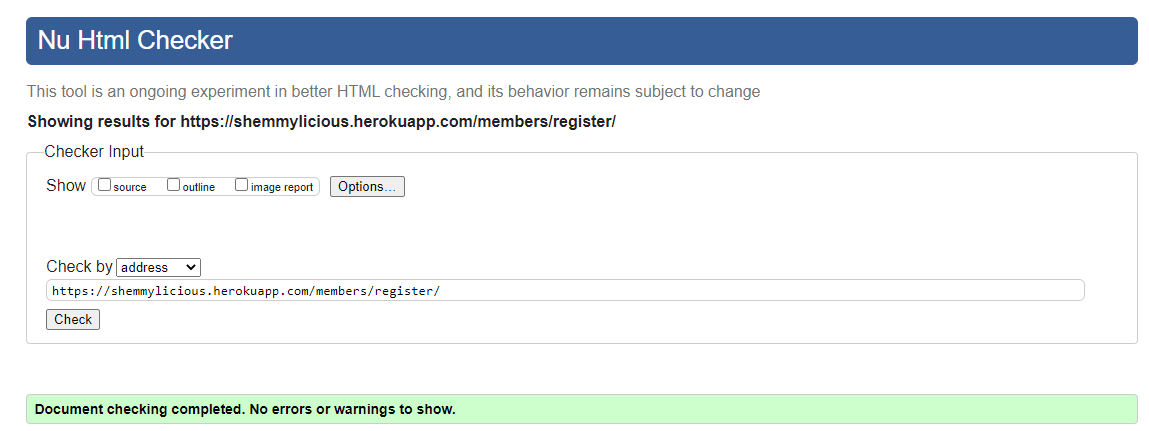 Nu Html Checker
This tool is an ongoing experiment in better HTML checking, and its behavior remains subject to change
Showing results for https://shemmylicious.herokuapp.com/members/register/
Checker Input
Show source outline image report Options...
Check by address
https://shemmylicious.herokuapp.com/members/register/
Check
Document checking completed. No errors or warnings to show.